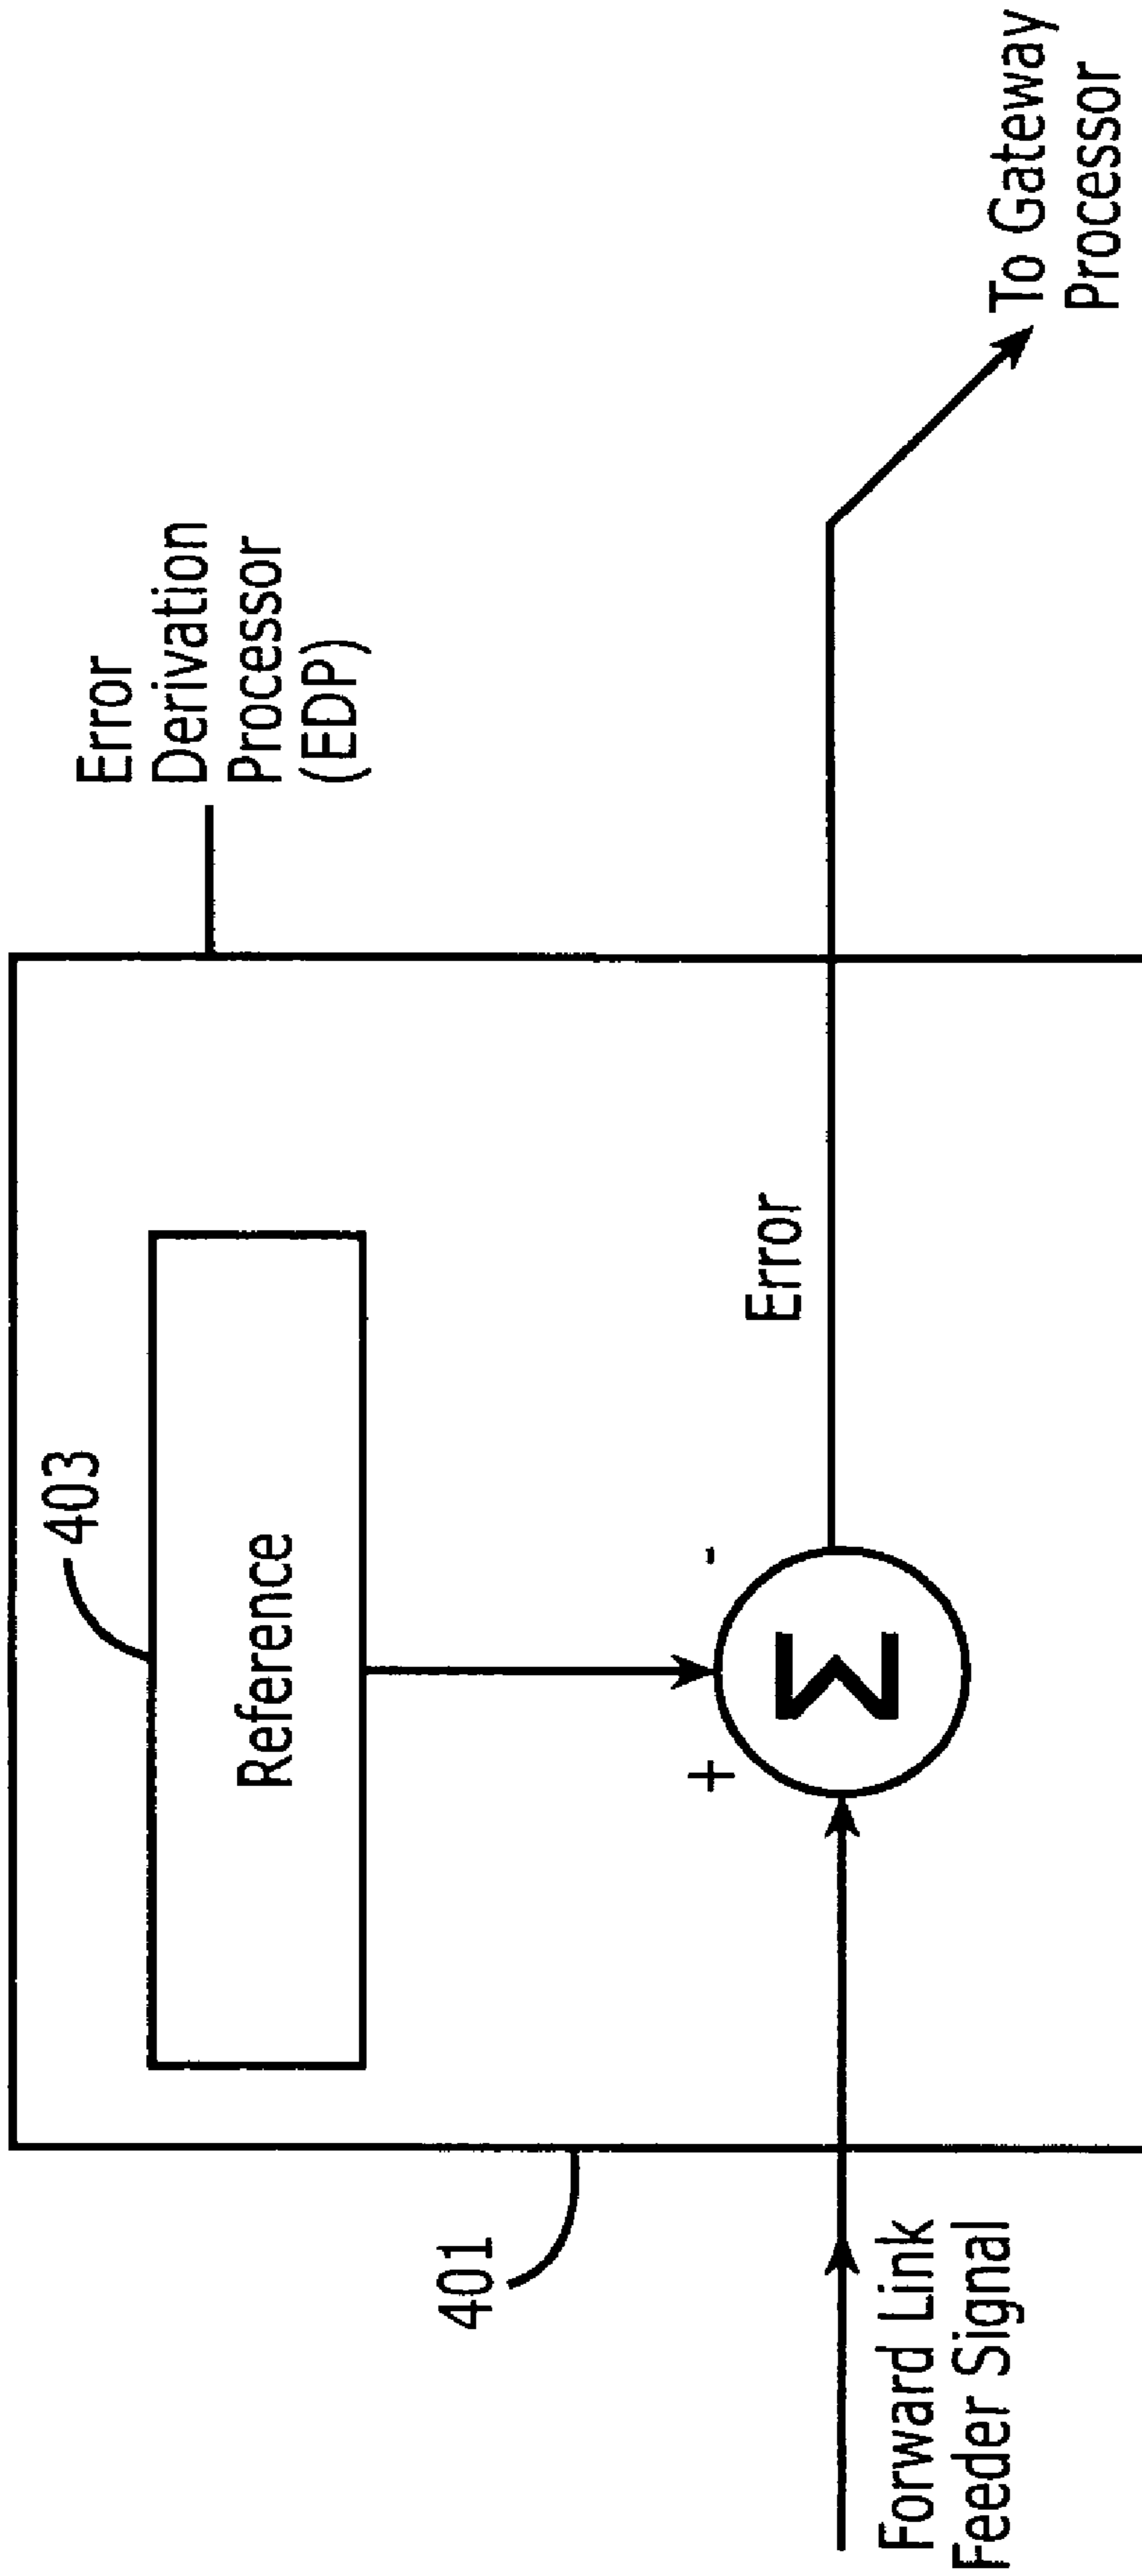 Error
Derivation
Processor
(EDP)
403
Reference
401
+
-
Σ
Error
Forward Link
Feeder Signal
To Gateway
Processor